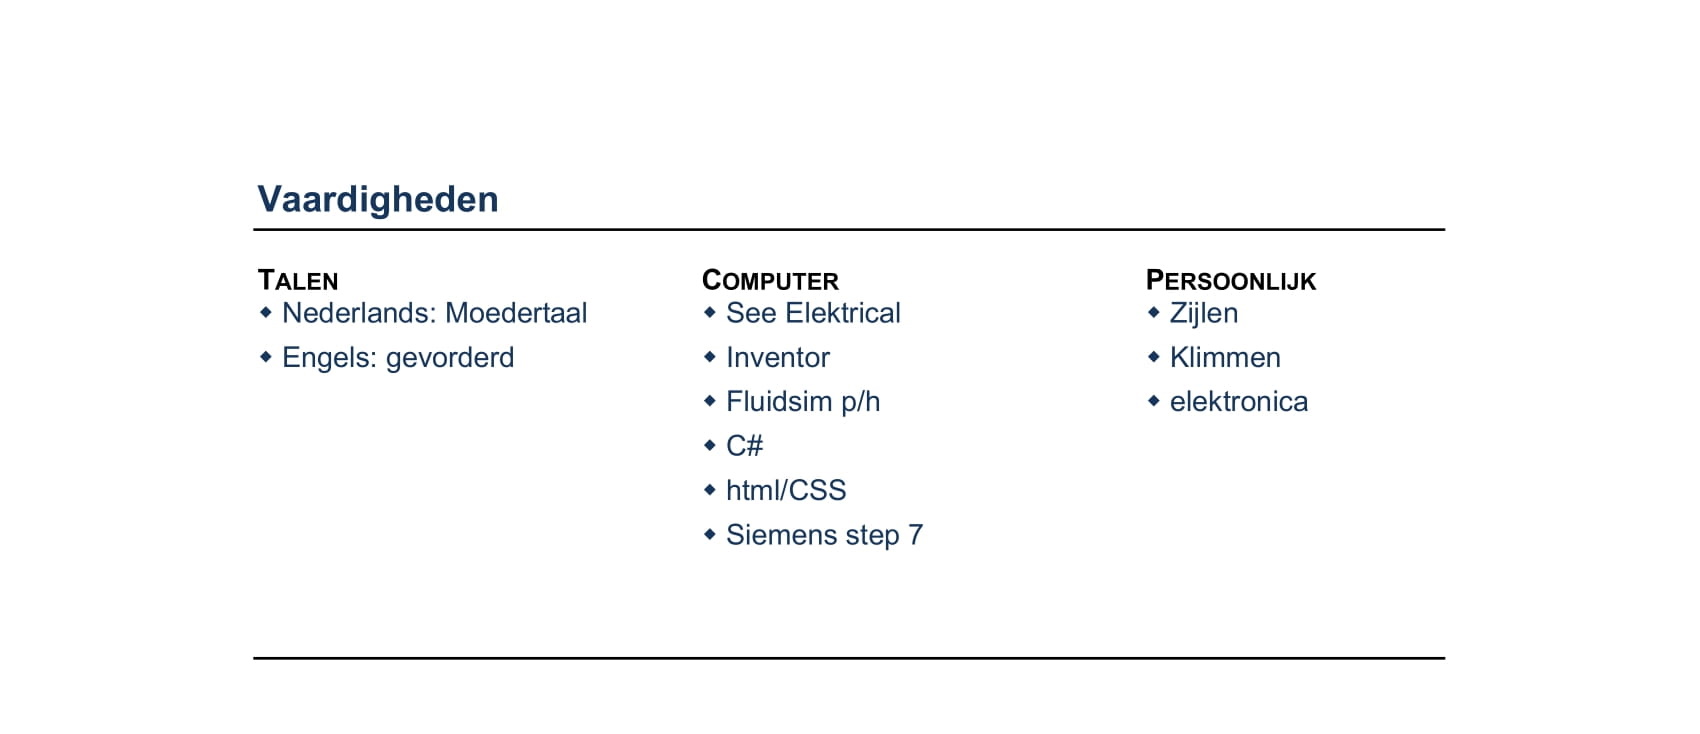 Vaardigheden
TALEN
Nederlands: Moedertaal
Engels: gevorderd
COMPUTER
See Elektrical
Inventor
Fluidsim p/h
C#
html/CSS
Siemens step 7
PERSOONLIJK
Zijlen
Klimmen
elektronica